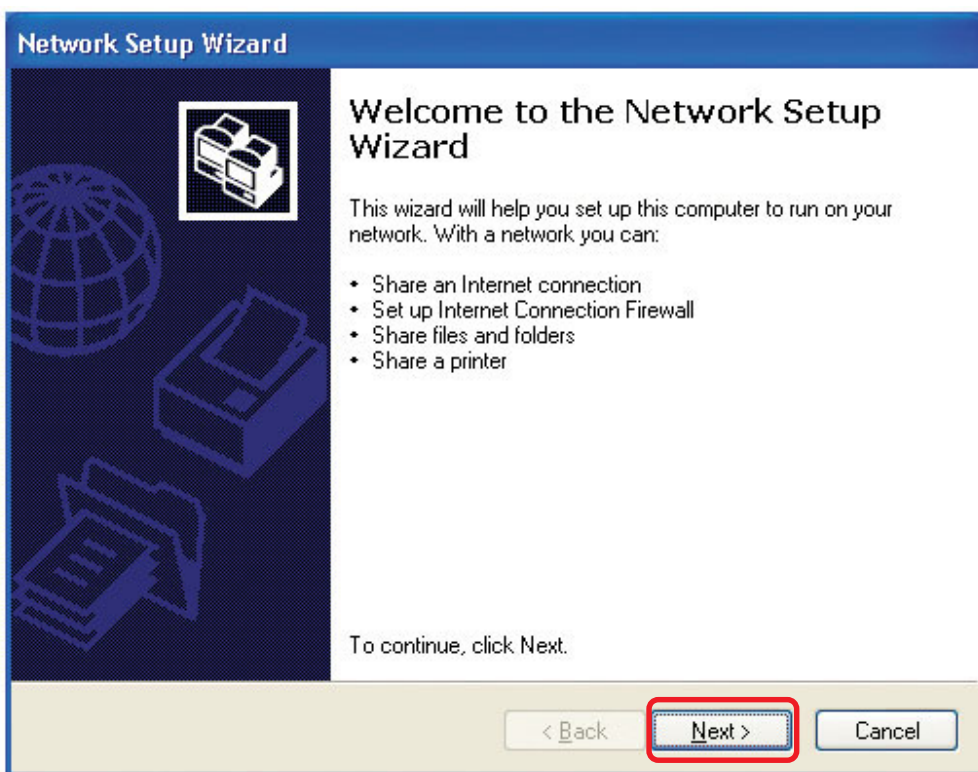 Network Setup Wizard
Welcome to the Network Setup
Wizard
This wizard will help you set up this computer to run on your
network. With a network you can:
• Share an Internet connection
• Set up Internet Connection Firewall
• Share files and folders
• Share a printer
To continue, click Next.
< Back
Next >
Cancel